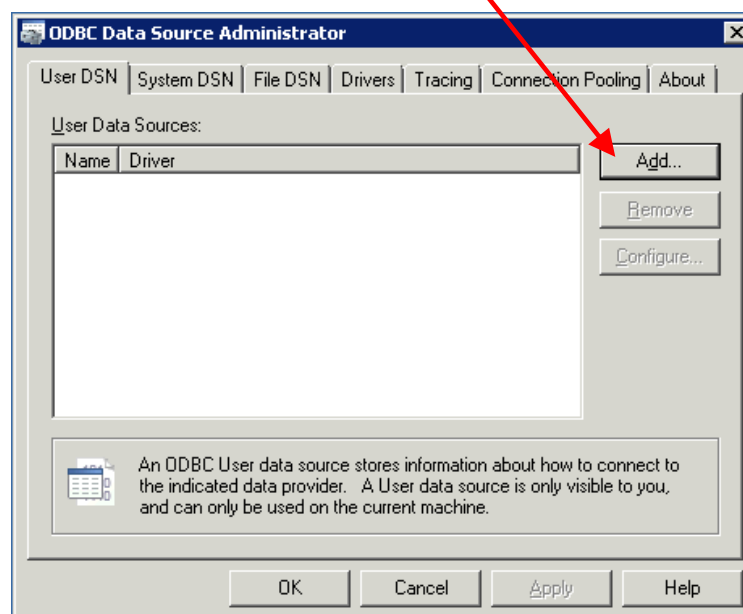 ODBC Data Source Administrator
User DSN System DSN File DSN Drivers Tracing Connection Pooling About
User Data Sources:
Name Driver
Add...
Remove
Configure...
An ODBC User data source stores information about how to connect to
the indicated data provider. A User data source is only visible to you,
and can only be used on the current machine.
OK Cancel Apply Help